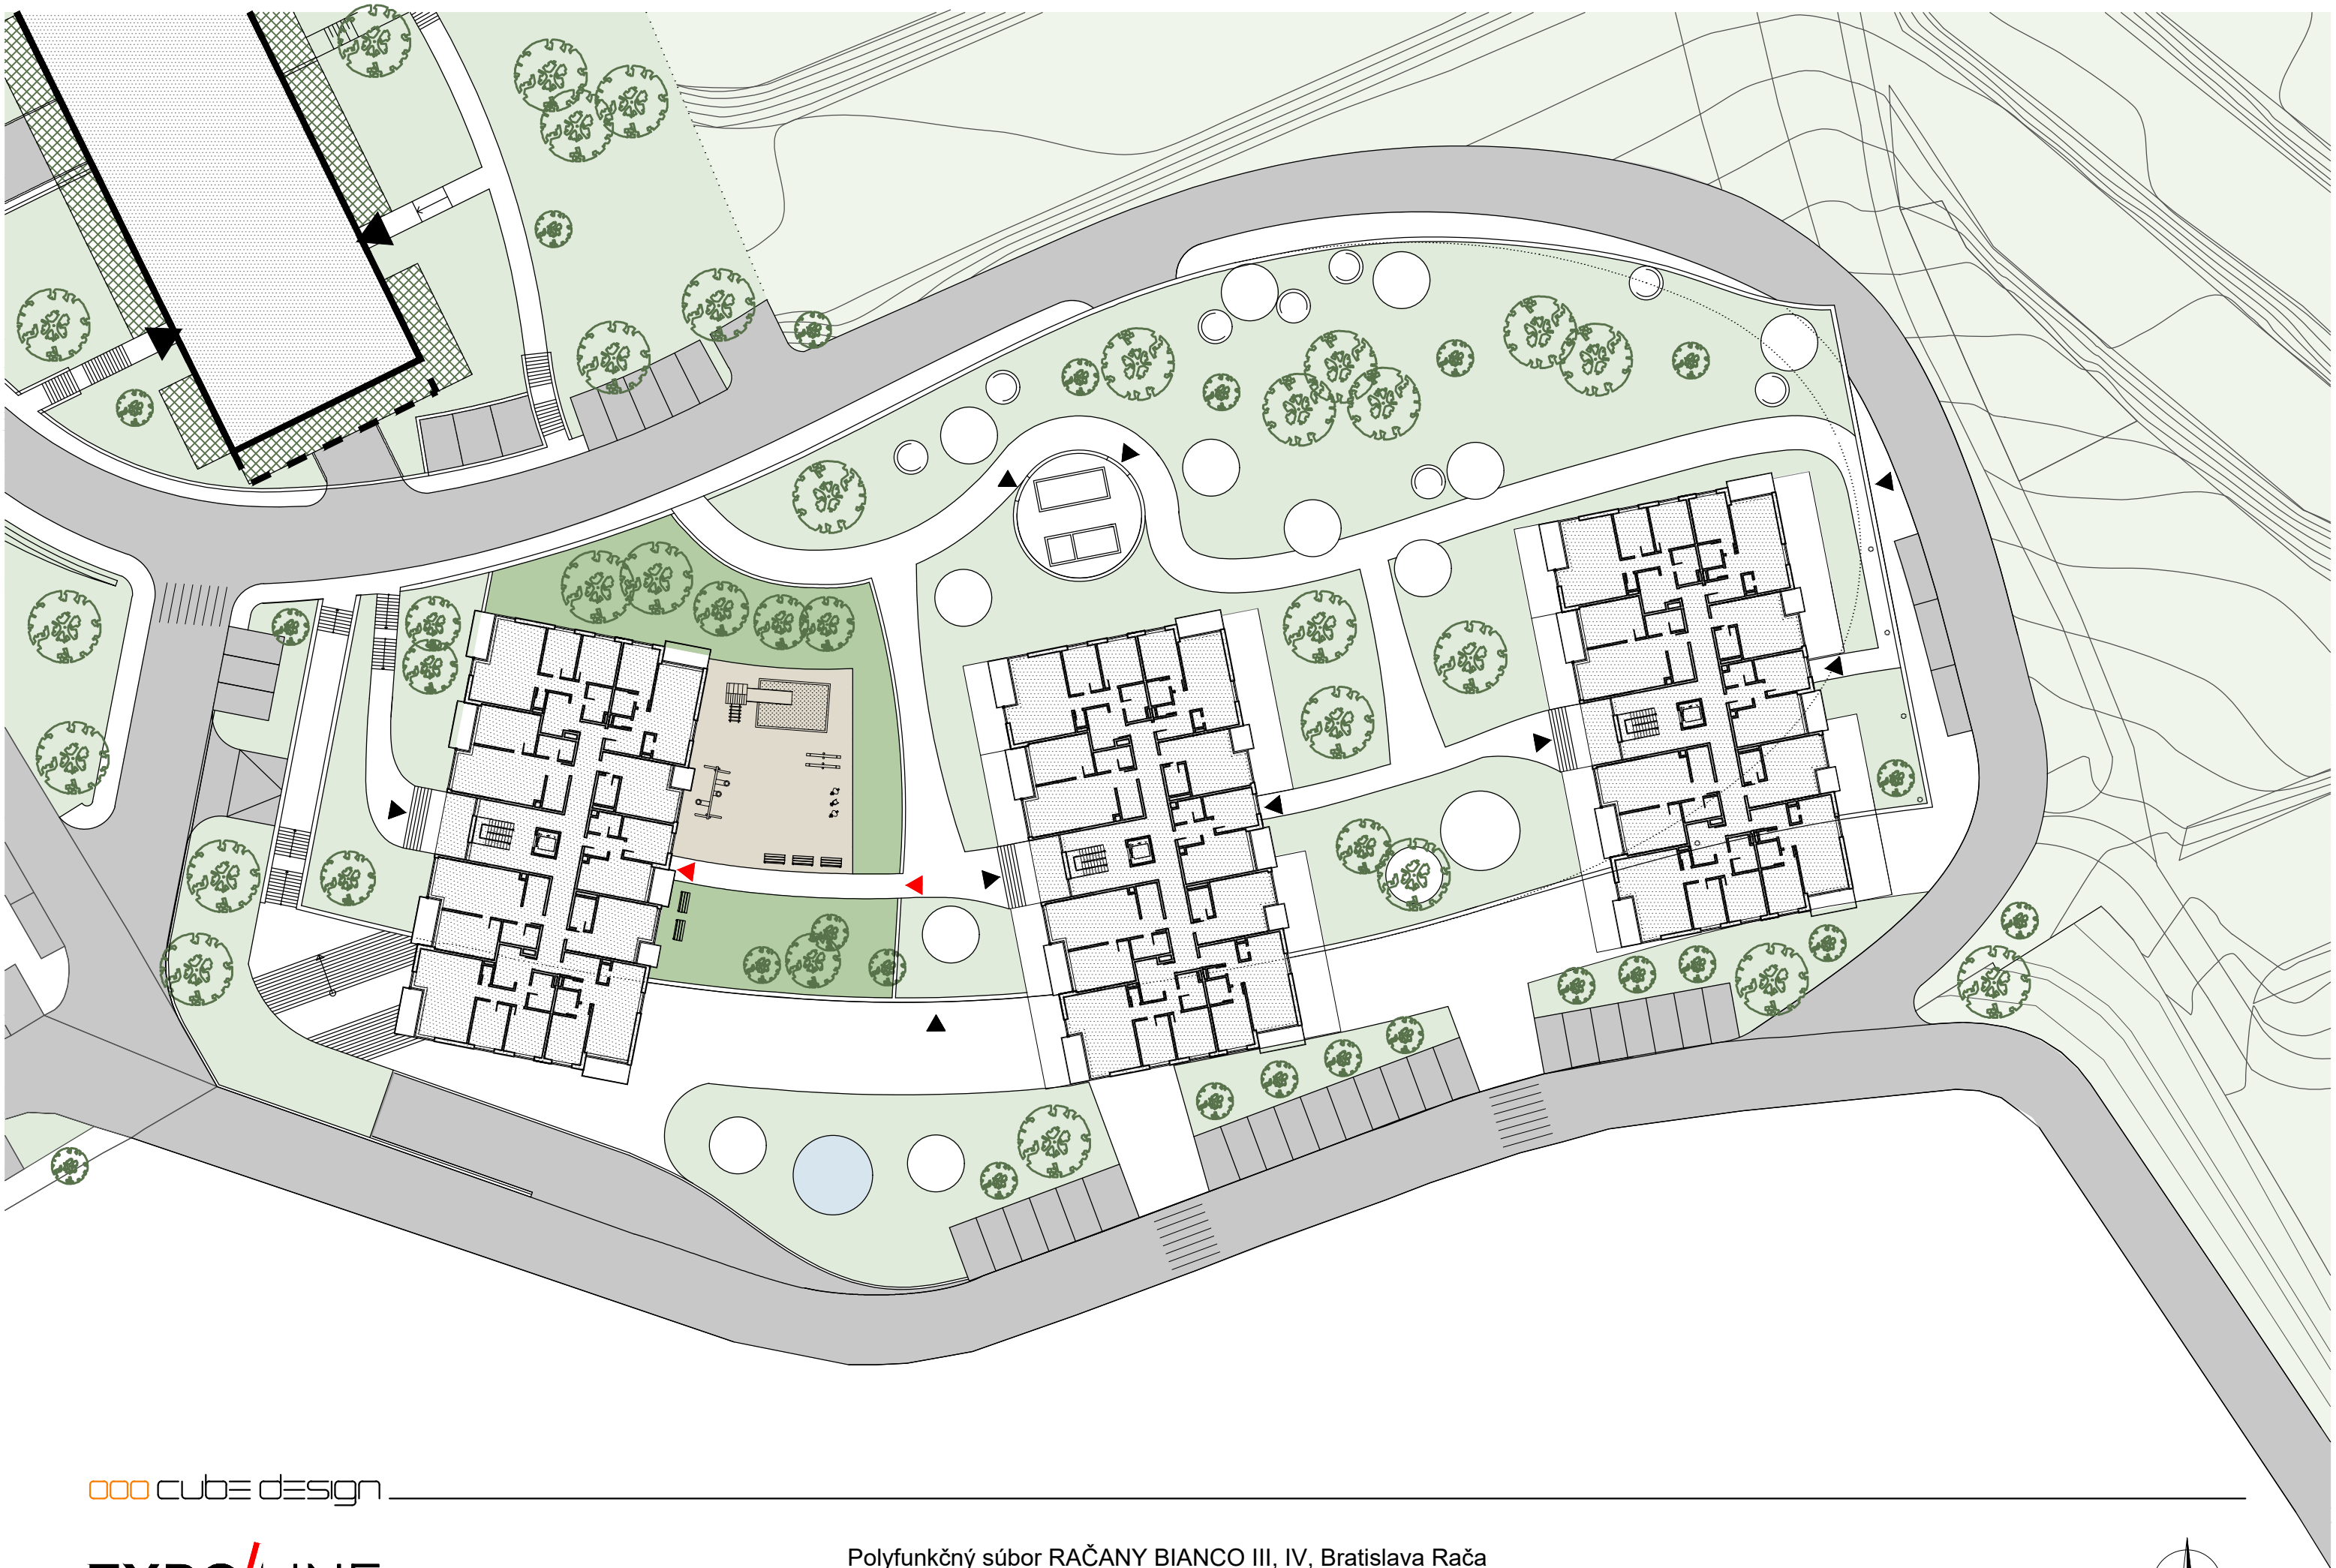 cube design
Polyfunkčný súbor RAČANY BIANCO III, IV, Bratislava Rača